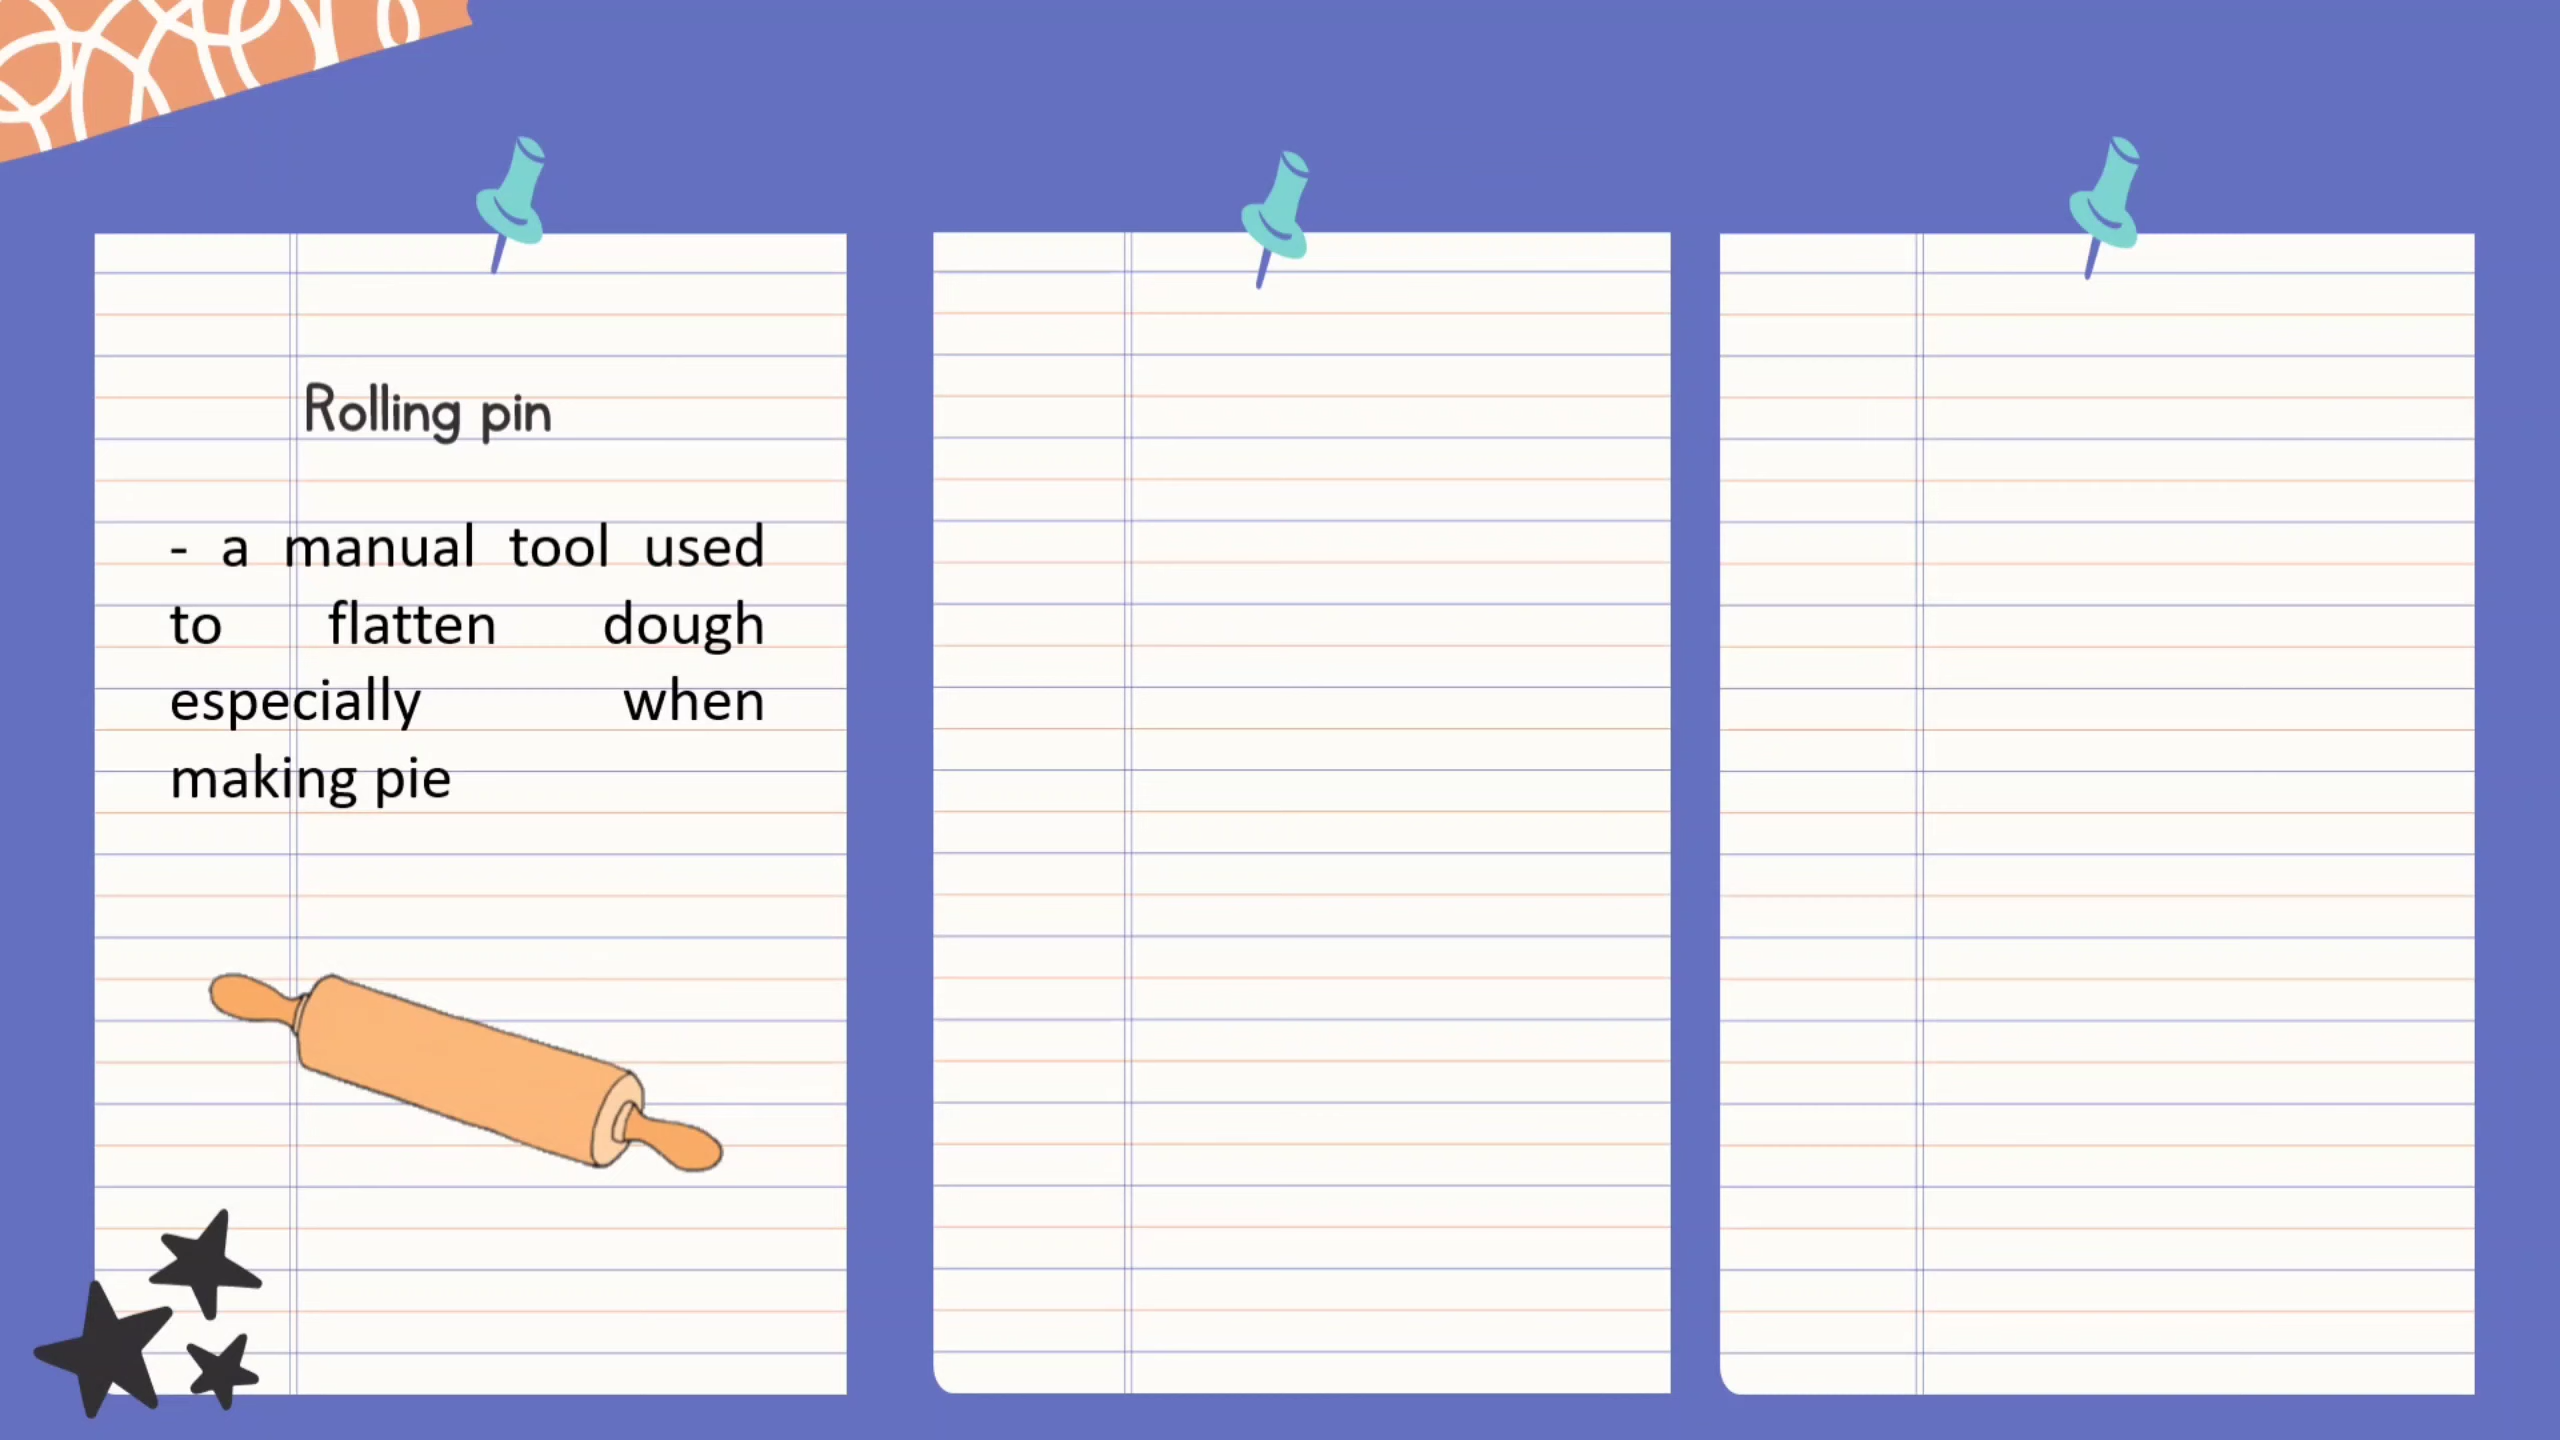 Rolling pin
- a manual tool used
to flatten dough
especially when
making pie